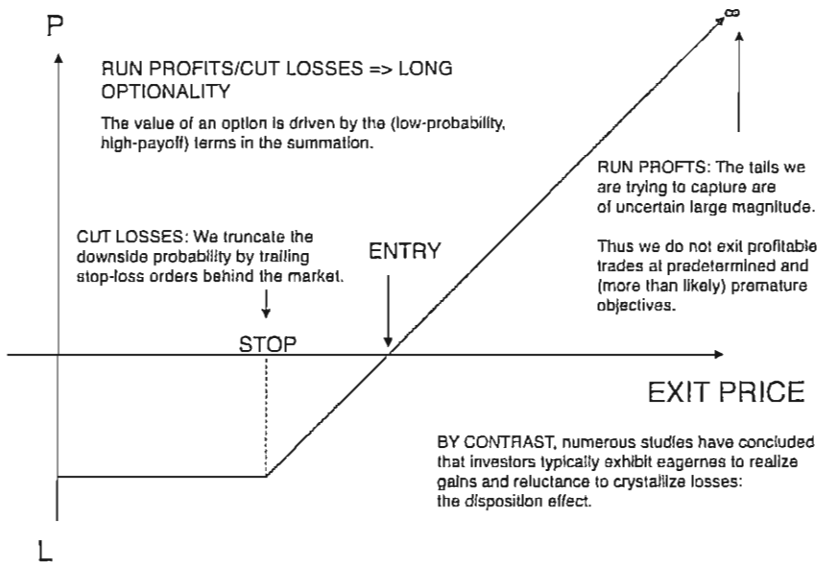 P
∞
RUN PROFITS/CUT LOSSES => LONG
OPTIONALITY
The value of an option is driven by the (low-probability,
high-payoff) terms in the summation.
RUN PROFTS: The tails we
are trying to capture are
of uncertain large magnitude.
Thus we do not exit profitable
trades at predetermined and
(more than likely) premature
objectives.
CUT LOSSES: We truncate the
downside probability by trailing
stop-loss orders behind the market.
ENTRY
STOP
EXIT PRICE
BY CONTRAST, numerous studies have concluded
that investors typically exhibit eagernes to realize
gains and reluctance to crystallize losses:
the disposition effect.
L